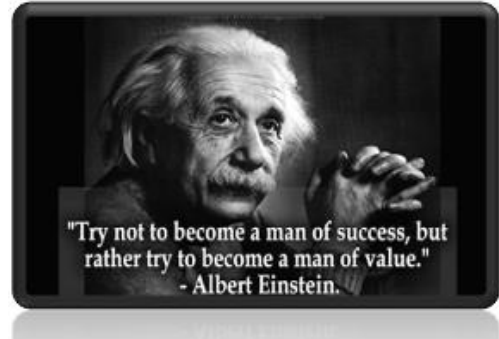 "Try not to become a man of success, but
rather try to become a man of value."
- Albert Einstein.